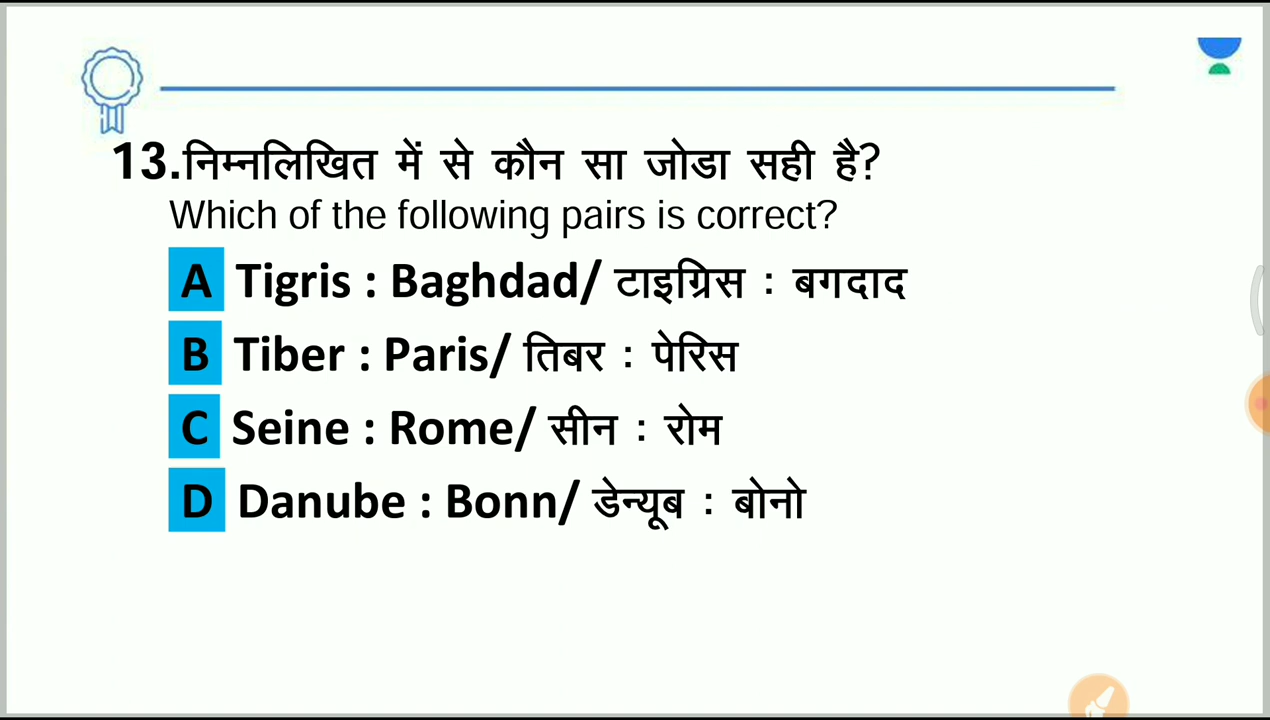 13.निम्नलिखित में से कौन सा जोडा सही है?
Which of the following pairs is correct?
A Tigris : Baghdad/ टाइग्रिस : बगदाद
B Tiber : Paris/ तिबर : पेरिस
C Seine : Rome/ सीन : रोम
D Danube : Bonn/ डेन्यूब : बोनो